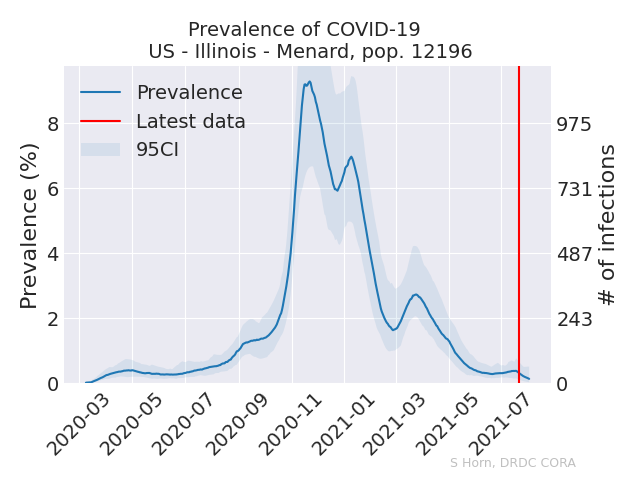 Prevalence of COVID-19
US - Illinois - Menard, pop. 12196
Prevalence
Latest data
95CI
Prevalence (%)
8
6
4
2
0
975
731
487
243
0
# of infections
2020-03
2020-05
2020-07
2020-09
2020-11
2021-01
2021-03
2021-05
2021-07
S Horn, DRDC CORA